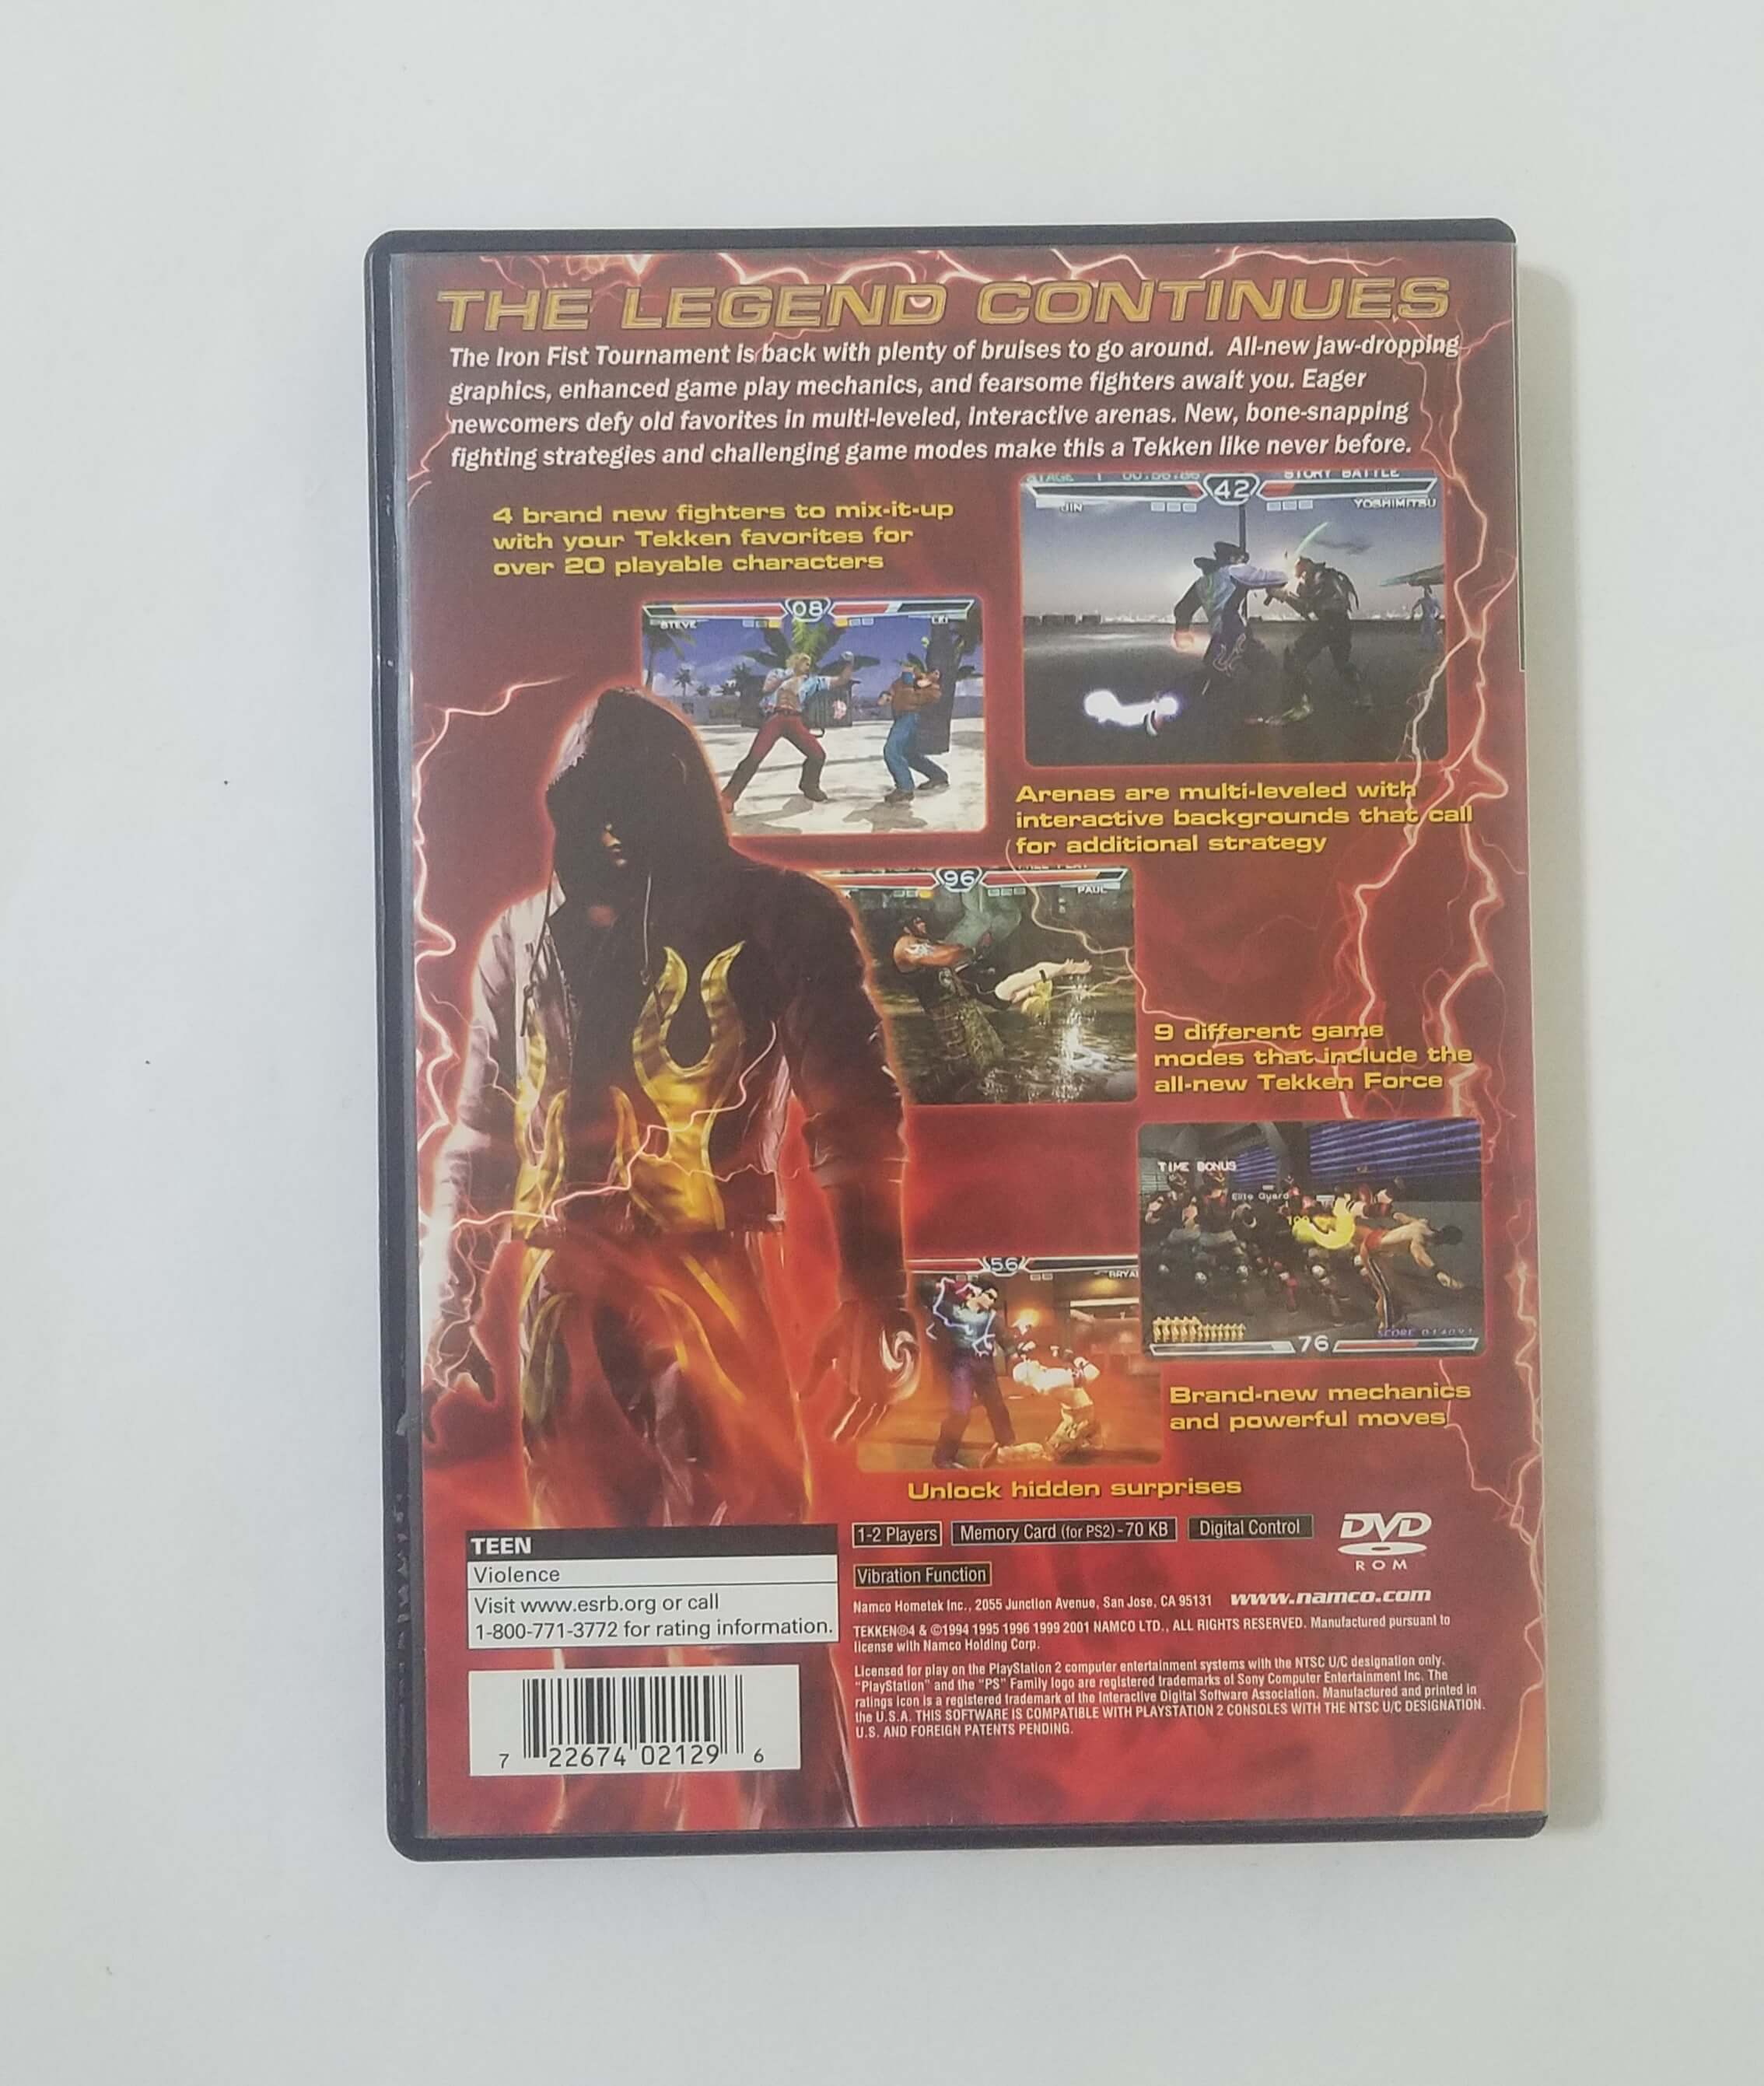 THE LEGEND CONTINUES
The Iron Fist Tournament is back with plenty of bruises to go around. All-new jaw-dropping
graphics, enhanced game play mechanics, and fearsome fighters await you. Eager
newcomers defy old favorites in multi-leveled, interactive arenas. New, bone-snapping
fighting strategies and challenging game modes make this a Tekken like never before.
4 brand new fighters to mix-it-up
with your Tekken favorites for
over 20 playable characters
STAGE 1 STORY BATTLE
42
JIN YOSHIMITSU
08
STEVE LEI
Arenas are multi-leveled with
interactive backgrounds that call
for additional strategy
96
PAUL
9 different game
modes that include the
all-new Tekken Force
TIME BONUS
Elite Guard
76
SCORE
56
Brand-new mechanics
and powerful moves
Unlock hidden surprises
TEEN
Violence
Visit www.esrb.org or call
1-800-771-3772 for rating information.
1-2 Players Memory Card (for PS2)-70 KB Digital Control
DVD
ROM
Vibration Function
Namco Hometek Inc., 2055 Junction Avenue, San Jose, CA 95131 www.namco.com
TEKKEN®4 & ©1994 1995 1996 1999 2001 NAMCO LTD., ALL RIGHTS RESERVED. Manufactured pursuant to
license with Namco Holding Corp.
Licensed for play on the PlayStation 2 computer entertainment systems with the NTSC U/C designation only.
"PlayStation" and the "PS" Family logo are registered trademarks of Sony Computer Entertainment Inc. The
ratings icon is a registered trademark of the Interactive Digital Software Association. Manufactured and printed in
the U.S.A. THIS SOFTWARE IS COMPATIBLE WITH PLAYSTATION 2 CONSOLES WITH THE NTSC U/C DESIGNATION.
U.S. AND FOREIGN PATENTS PENDING.
7 22674 02129 6